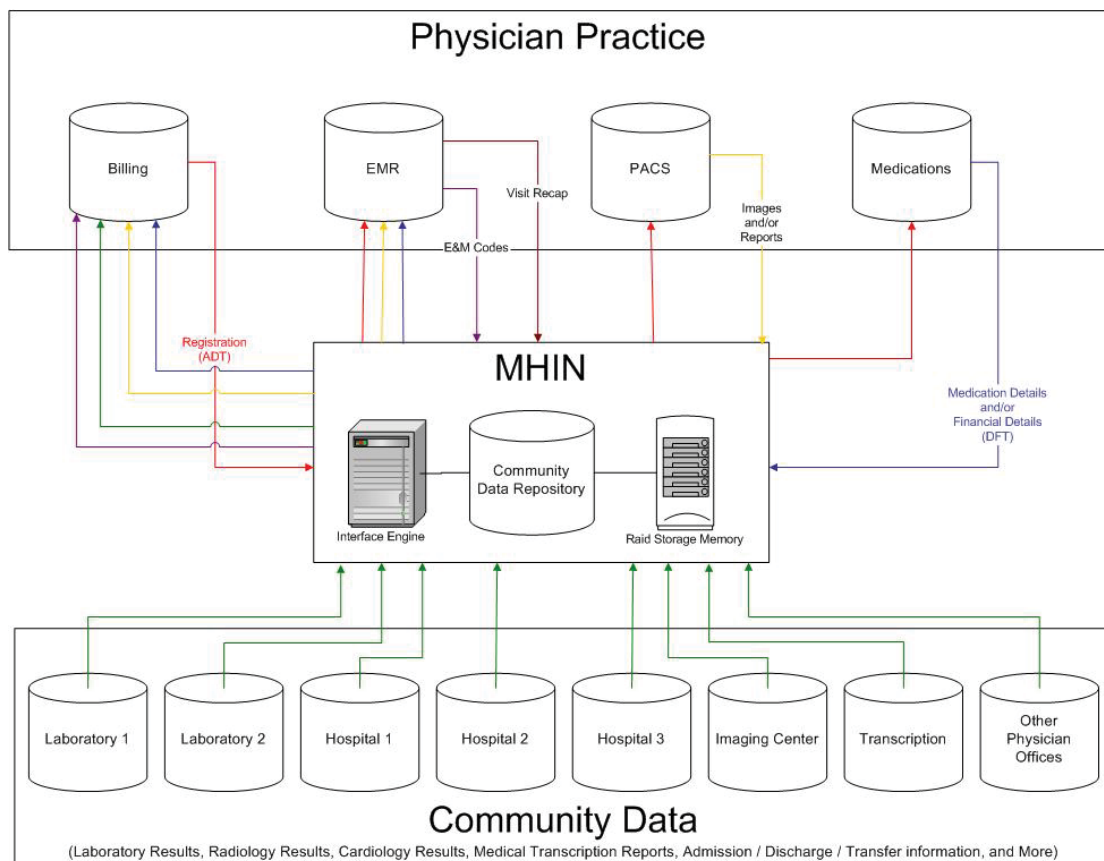 Physician Practice
Billing
EMR
PACS
Medications
Visit Recap
Images
and/or
Reports
E&M Codes
Registration
(ADT)
MHIN
Medication Details
and/or
Financial Details
(DFT)
Community
Data Repository
Interface Engine
Raid Storage Memory
Laboratory 1
Laboratory 2
Hospital 1
Hospital 2
Hospital 3
Imaging Center
Transcription
Other
Physician
Offices
Community Data
(Laboratory Results, Radiology Results, Cardiology Results, Medical Transcription Reports, Admission / Discharge / Transfer information, and More)